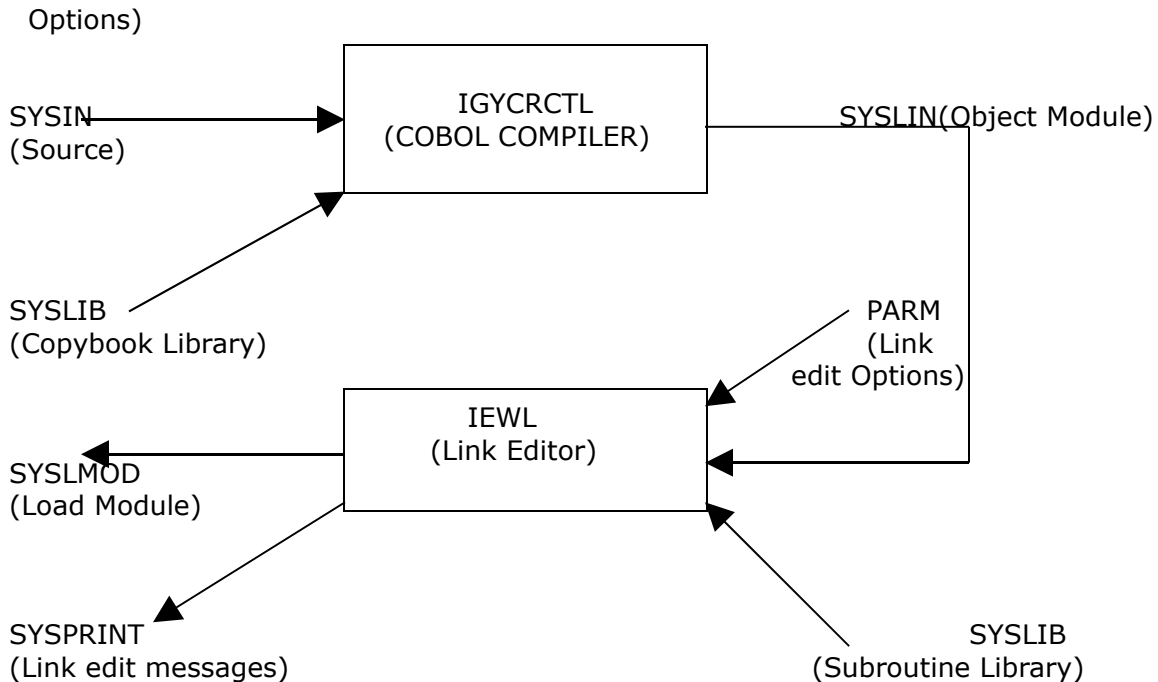 Options)
IGYCRCTL
(COBOL COMPILER)
SYSIN
(Source)
SYSLIN(Object Module)
SYSLIB
(Copybook Library)
PARM
(Link
edit Options)
IEWL
(Link Editor)
SYSLMOD
(Load Module)
SYSPRINT
(Link edit messages)
SYSLIB
(Subroutine Library)